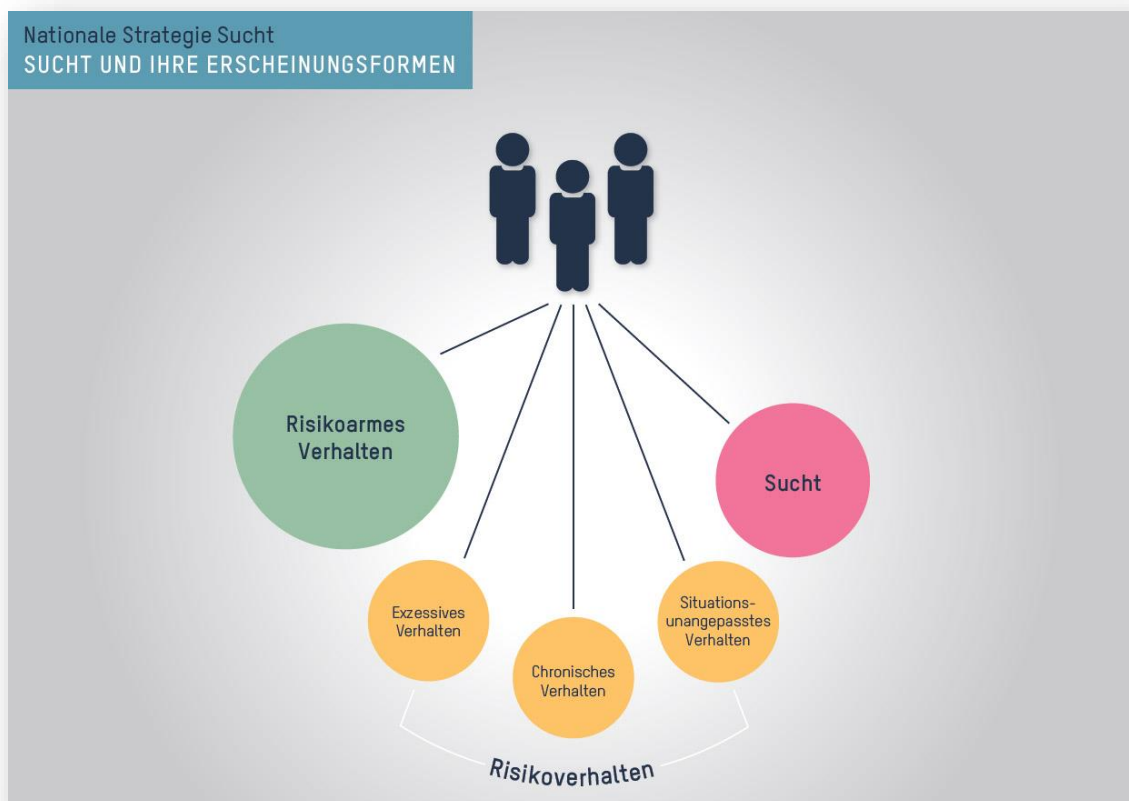 Nationale Strategie Sucht
SUCHT UND IHRE ERSCHEINUNGSFORMEN
Risikoarmes
Verhalten
Sucht
Exzessives
Verhalten
Chronisches
Verhalten
Situations-
unangepasstes
Verhalten
Risikoverhalten